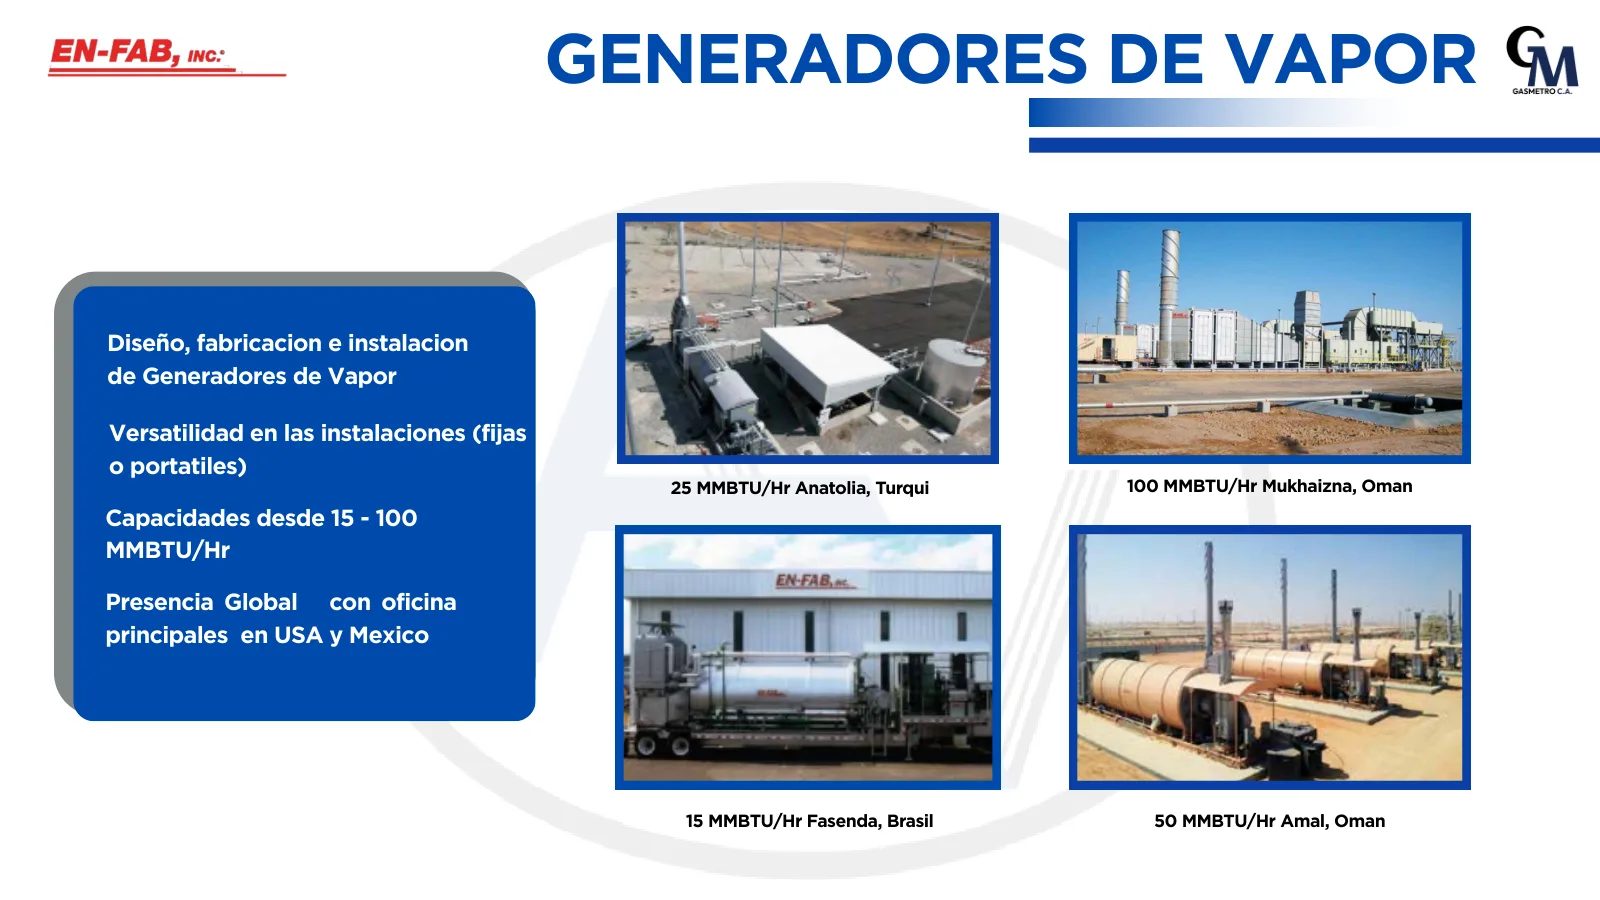 EN-FAB, INC.
GENERADORES DE VAPOR
GM
GASMETRO C.A.
Diseño, fabricacion e instalacion
de Generadores de Vapor
Versatilidad en las instalaciones (fijas
o portatiles)
Capacidades desde 15 - 100
MMBTU/Hr
Presencia Global con oficina
principales en USA y Mexico
25 MMBTU/Hr Anatolia, Turqui
100 MMBTU/Hr Mukhaizna, Oman
EN-FAB, INC.
15 MMBTU/Hr Fasenda, Brasil
50 MMBTU/Hr Amal, Oman